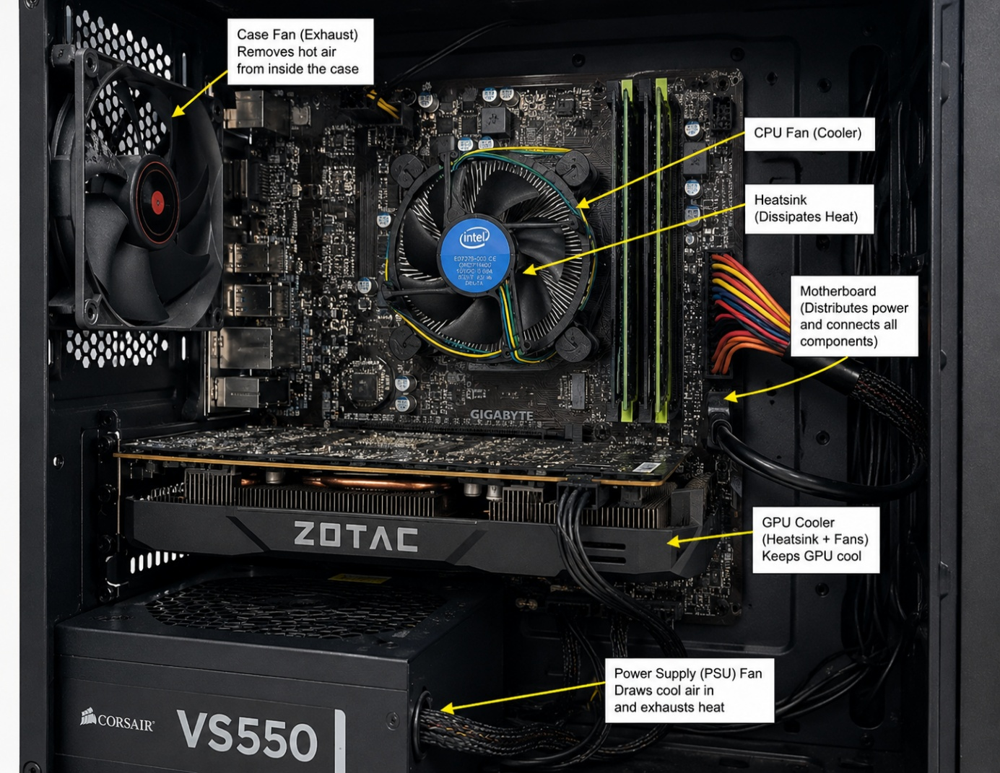 Case Fan (Exhaust)
Removes hot air
from inside the case
CPU Fan (Cooler)
Heatsink
(Dissipates Heat)
intel
Motherboard
(Distributes power
and connects all
components)
GIGABYTE
GPU Cooler
(Heatsink + Fans)
Keeps GPU cool
ZOTAC
Power Supply (PSU) Fan
Draws cool air in
and exhausts heat
CORSAIR
VS550